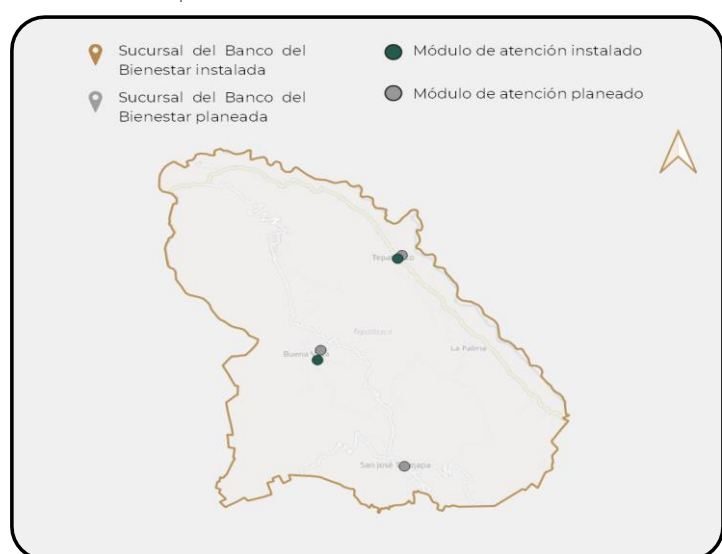 Sucursal del Banco del
Bienestar instalada
Sucursal del Banco del
Bienestar planeada
Módulo de atención instalado
Módulo de atención planeado
La Palma
San José